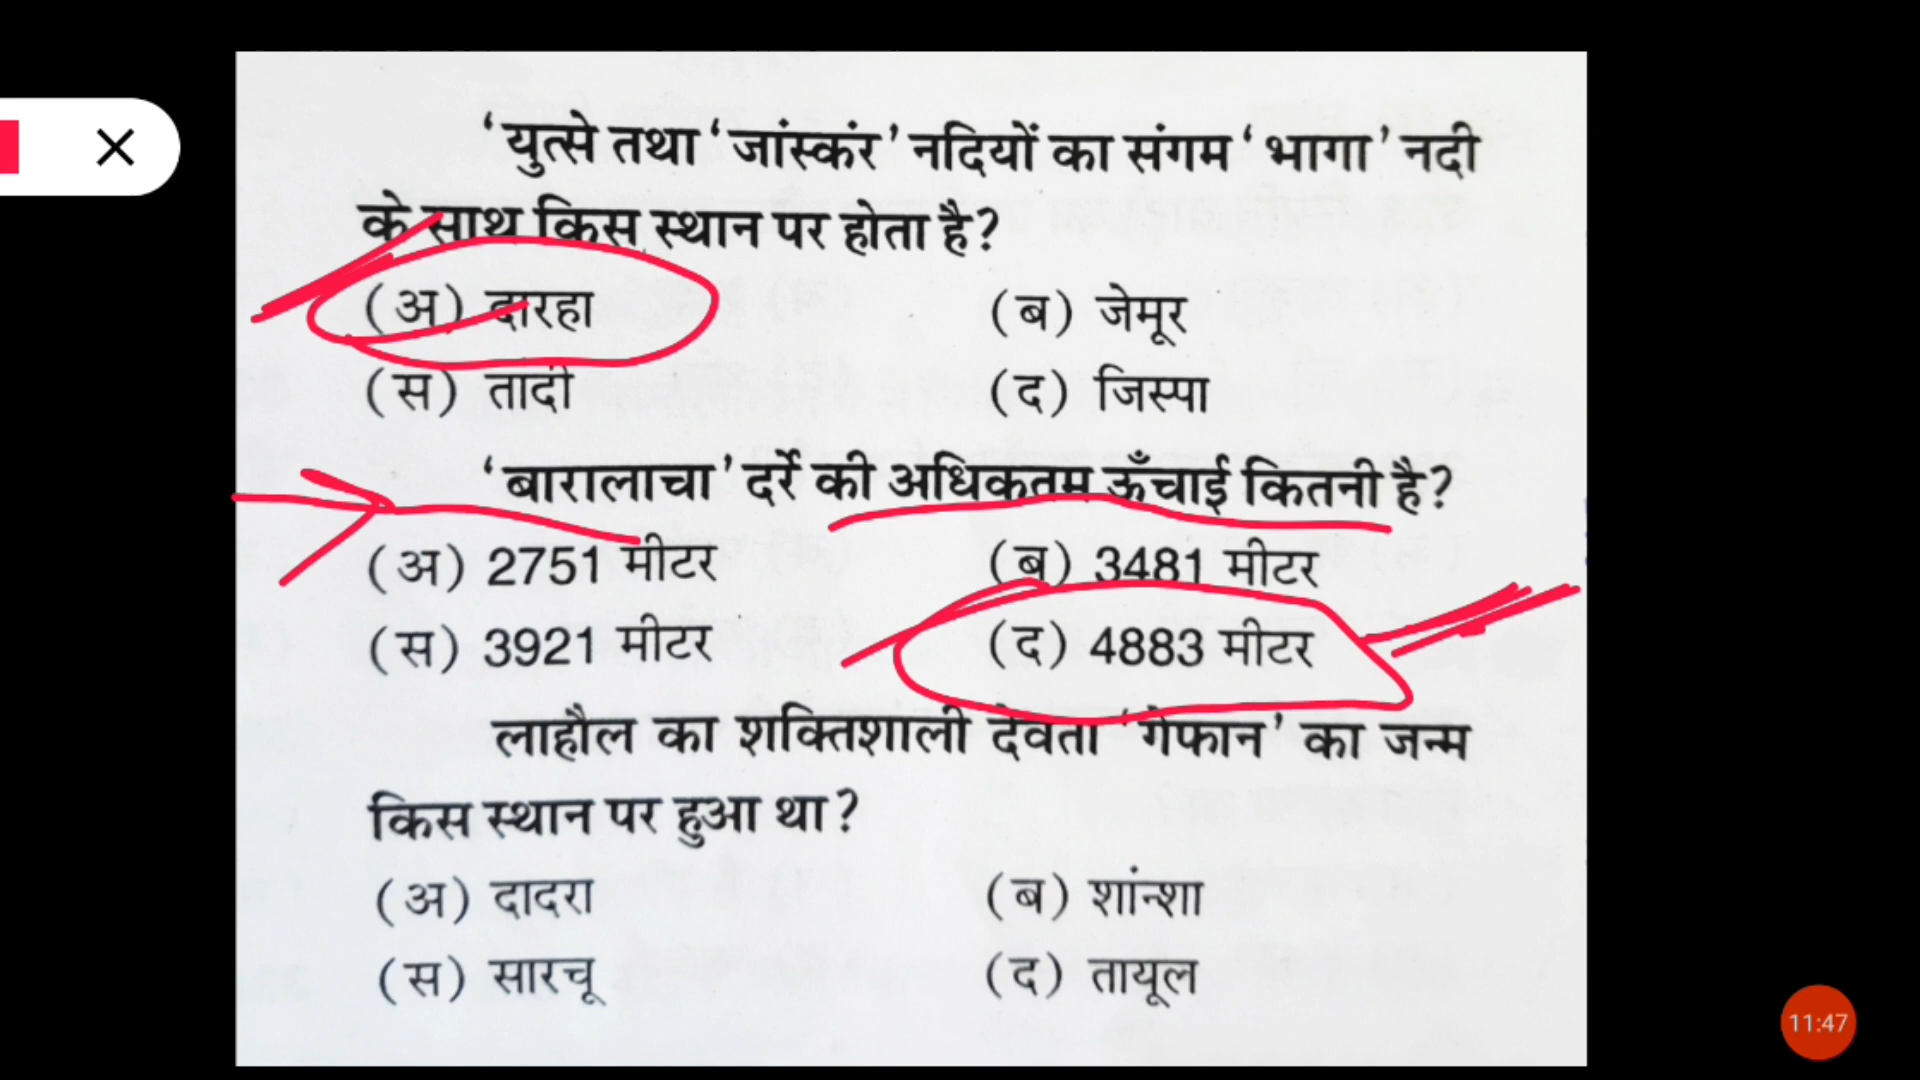 'युत्से तथा 'जांस्करं' नदियों का संगम 'भागा' नदी
के साथ किस स्थान पर होता है?
(अ) दारहा (ब) जेमूर
(स) तादी (द) जिस्पा
'बारालाचा' दर्रे की अधिकतम ऊँचाई कितनी है?
(अ) 2751 मीटर (ब) 3481 मीटर
(स) 3921 मीटर (द) 4883 मीटर
लाहौल का शक्तिशाली देवता 'गेफान' का जन्म
किस स्थान पर हुआ था?
(अ) दादरा (ब) शांन्शा
(स) सारचू (द) तायूल
11:47